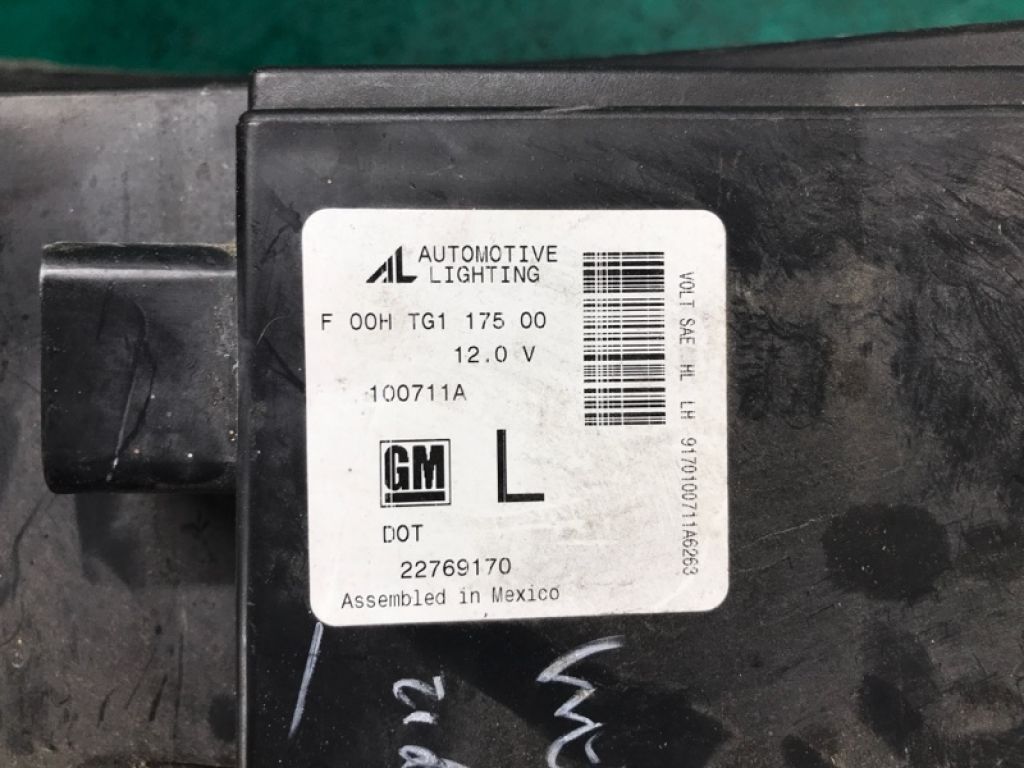 AL AUTOMOTIVE
LIGHTING
F 00H TG1 175 00
12.0 V
100711A
GM L
DOT
22769170
Assembled in Mexico
VOLT SAE HL LH 9170100711A6263